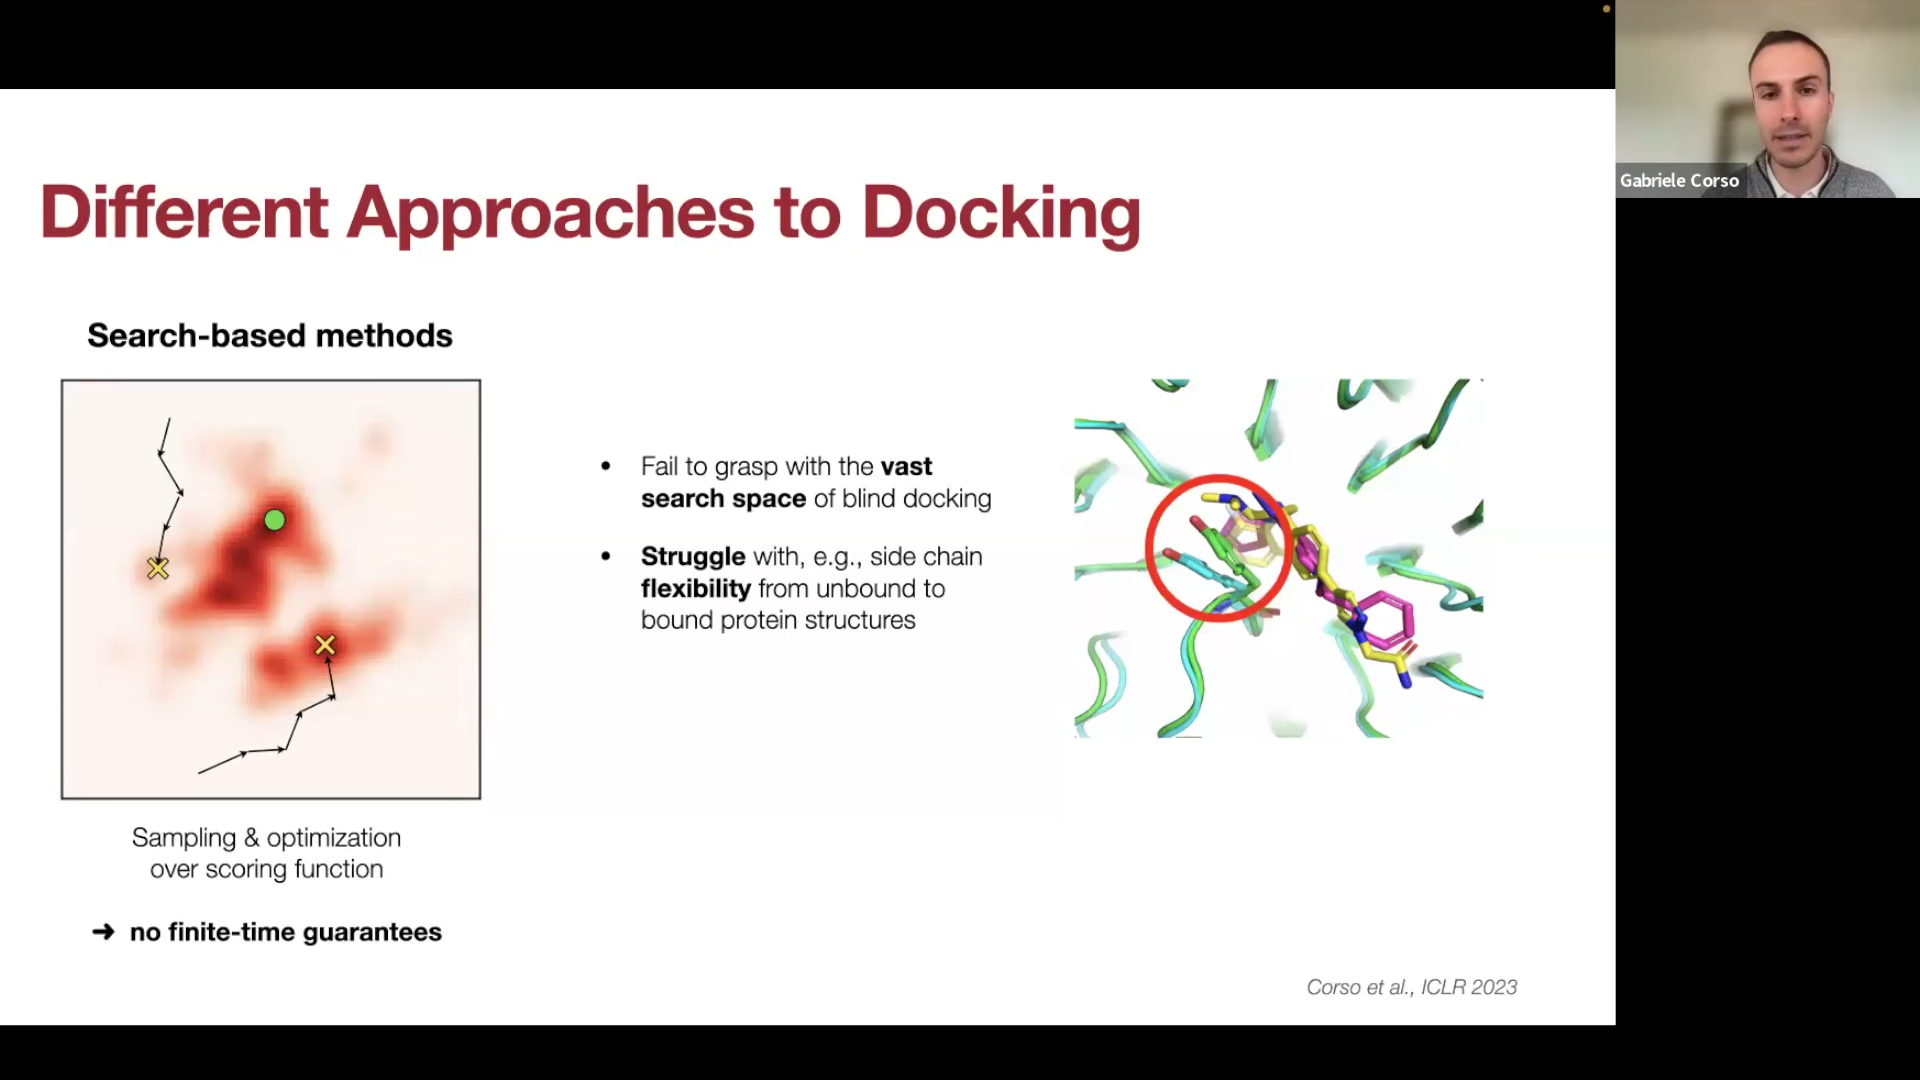 Gabriele Corso
Different Approaches to Docking
Search-based methods
• Fail to grasp with the vast
search space of blind docking
• Struggle with, e.g., side chain
flexibility from unbound to
bound protein structures
Sampling & optimization
over scoring function
➜ no finite-time guarantees
Corso et al., ICLR 2023